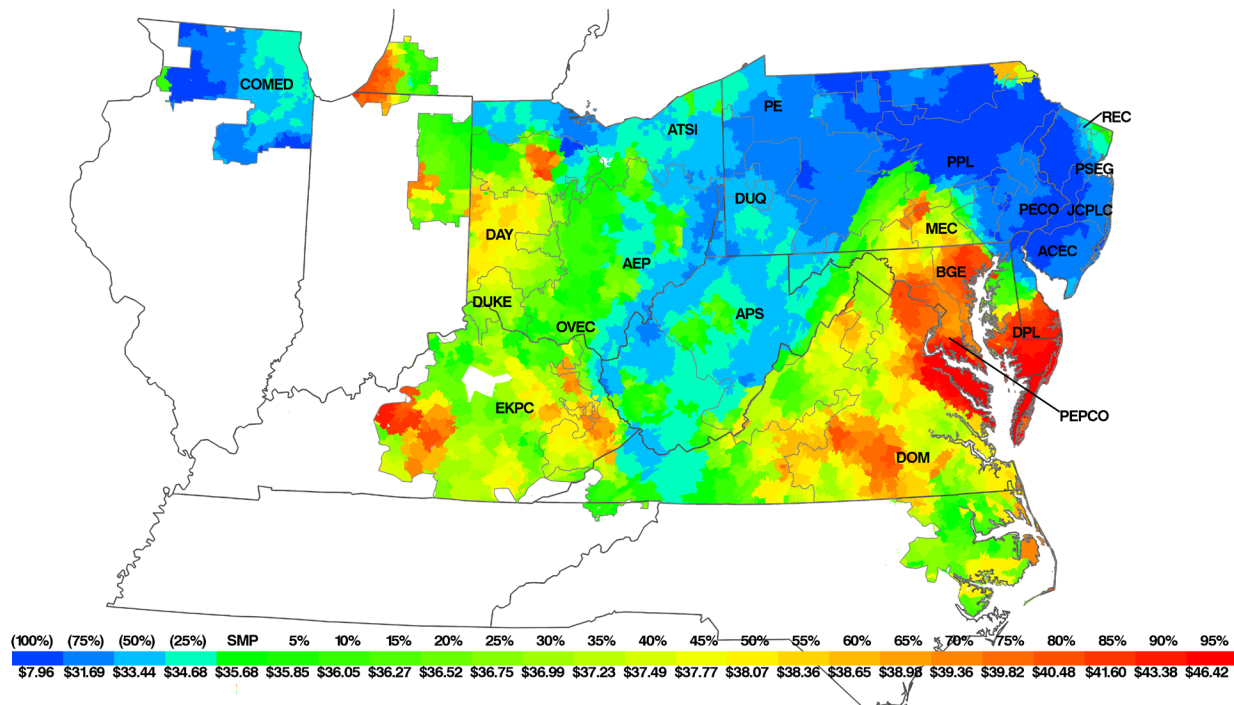 COMED
ATSI
PE
REC
PPL
PSEG
DUQ
PECO
JCPLC
MEC
DAY
ACEC
AEP
BGE
DUKE
APS
OVEC
DPL
EKPC
PEPCO
DOM
(100%) (75%) (50%) (25%) SMP 5% 10% 15% 20% 25% 30% 35% 40% 45% 50% 55% 60% 65% 70% 75% 80% 85% 90% 95%
$7.96 $31.69 $33.44 $34.68 $35.68 $35.85 $36.05 $36.27 $36.52 $36.75 $36.99 $37.23 $37.49 $37.77 $38.07 $38.36 $38.65 $38.98 $39.36 $39.82 $40.48 $41.60 $43.38 $46.42